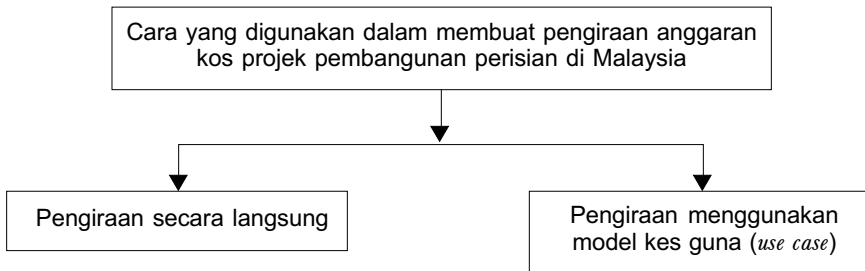 Cara yang digunakan dalam membuat pengiraan anggaran
kos projek pembangunan perisian di Malaysia
Pengiraan secara langsung
Pengiraan menggunakan
model kes guna (use case)